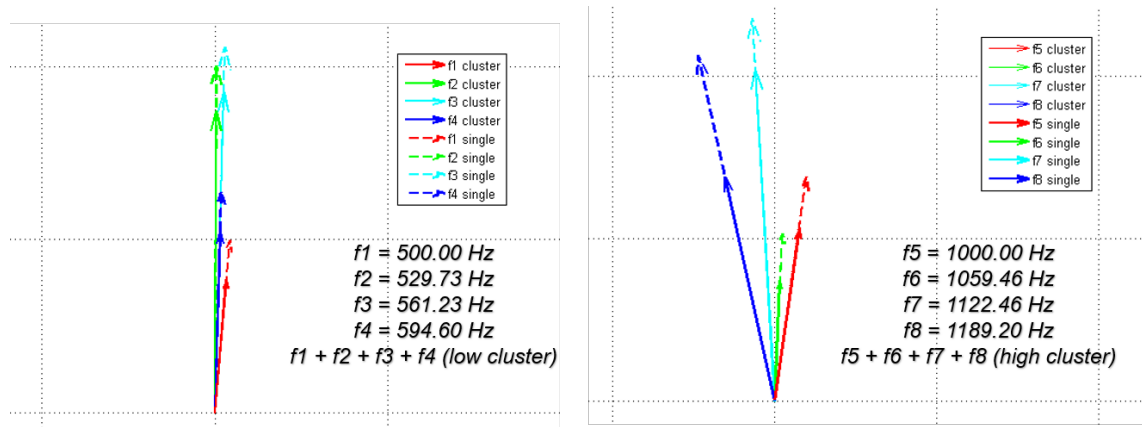 f1 cluster
f2 cluster
f3 cluster
f4 cluster
f1 single
f2 single
f3 single
f4 single
f1 = 500.00 Hz
f2 = 529.73 Hz
f3 = 561.23 Hz
f4 = 594.60 Hz
f1 + f2 + f3 + f4 (low cluster)
f5 cluster
f6 cluster
f7 cluster
f8 cluster
f5 single
f6 single
f7 single
f8 single
f5 = 1000.00 Hz
f6 = 1059.46 Hz
f7 = 1122.46 Hz
f8 = 1189.20 Hz
f5 + f6 + f7 + f8 (high cluster)